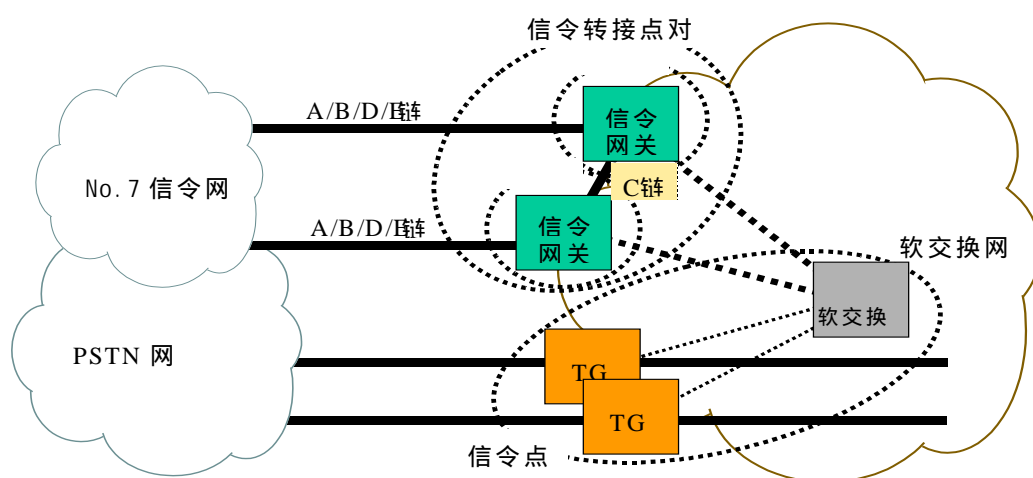 信令转接点对
A/B/D/E链
信令
网关
No.7 信令网
C链
A/B/D/E链
信令
网关
软交换网
软交换
PSTN 网
TG
TG
信令点